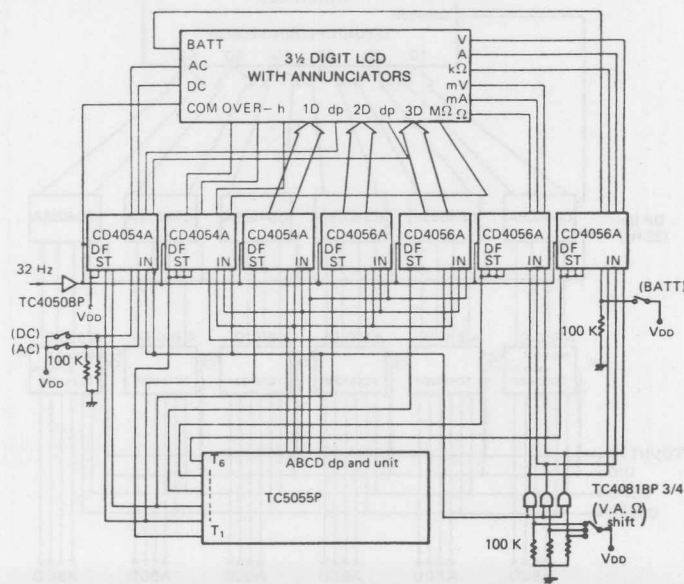 BATT
AC
DC
3½ DIGIT LCD
WITH ANNUNCIATORS
V
A
kΩ
mV
mA
Ω
COM OVER – h 1D dp 2D dp 3D MΩ
CD4054A
DF
ST IN
CD4054A
DF
ST IN
CD4054A
DF
ST IN
CD4056A
DF
ST IN
CD4056A
DF
ST IN
CD4056A
DF
ST IN
CD4056A
DF
ST IN
32 Hz
TC4050BP
VDD
(DC)
(AC)
100 K
VDD
(BATT)
100 K
VDD
T6
T1
ABCD dp and unit
TC5055P
TC4081BP 3/4
(V.A. Ω
shift)
100 K
VDD